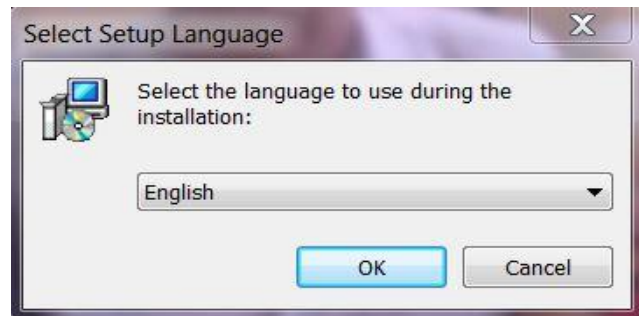 Select Setup Language
Select the language to use during the
installation:
English
OK
Cancel